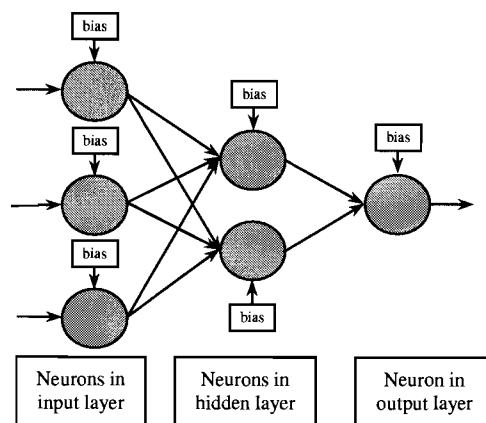 bias
bias
bias
bias
bias
bias
Neurons in
input layer
Neurons in
hidden layer
Neuron in
output layer